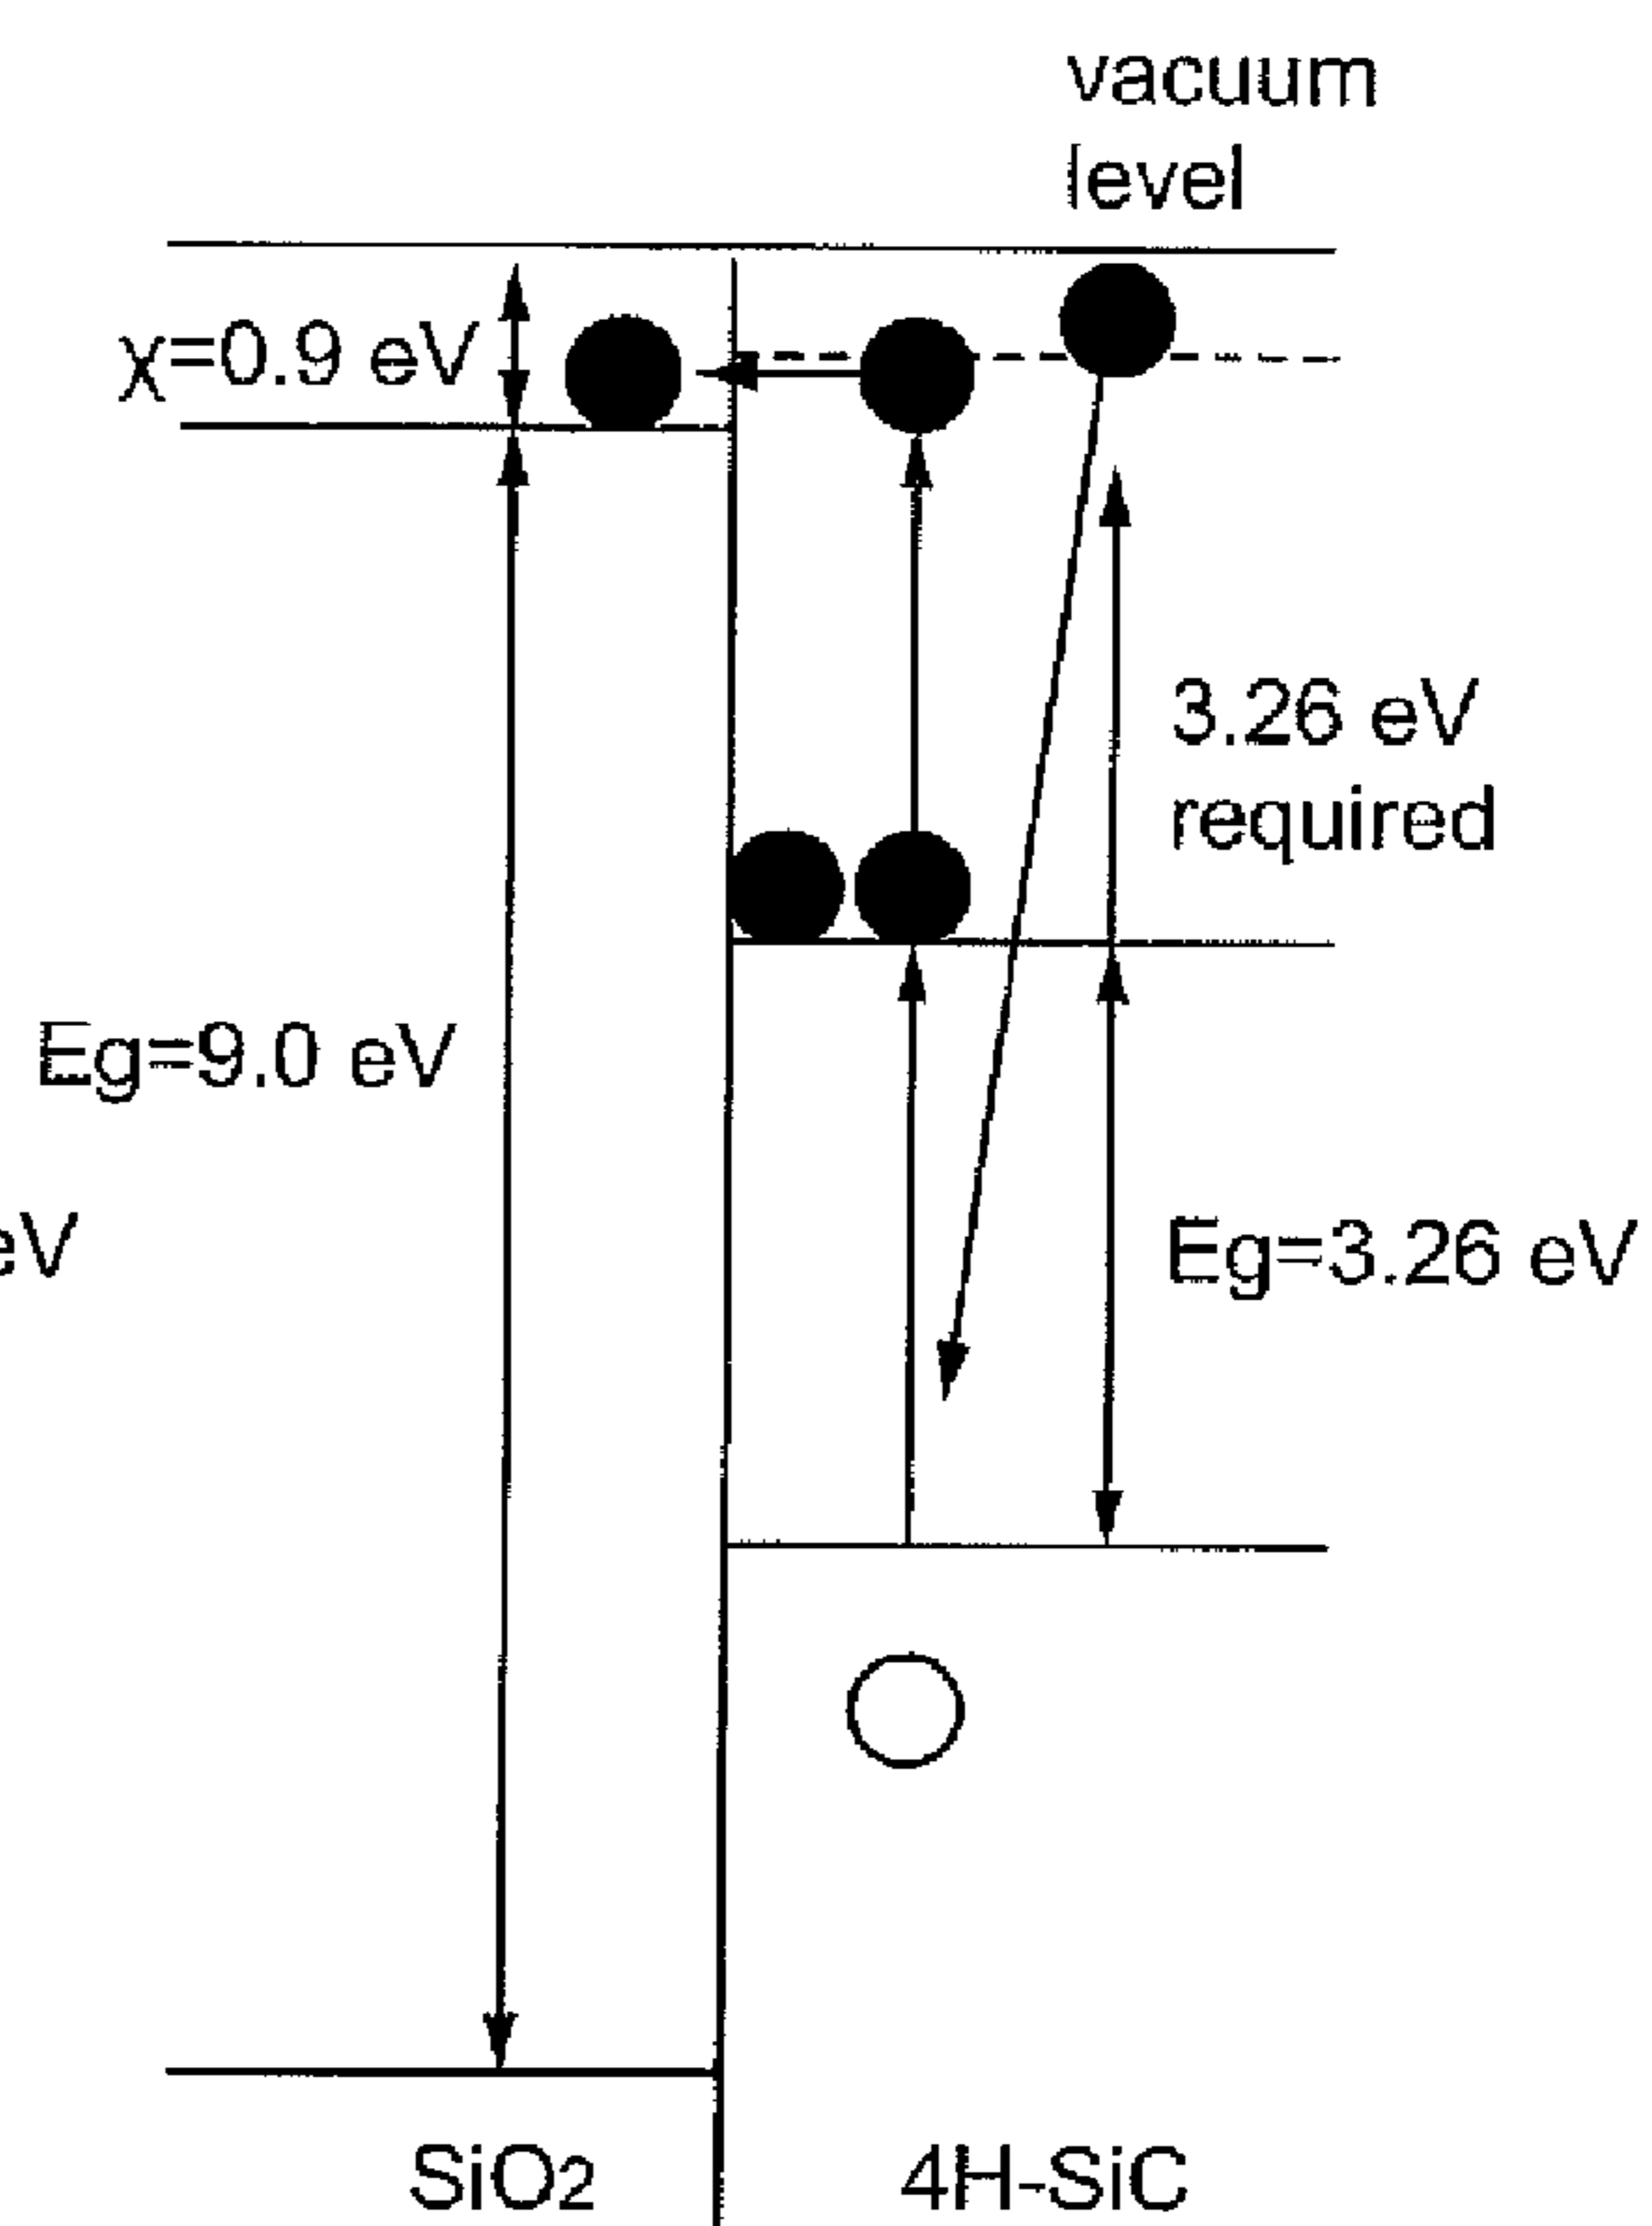 vacuum
level
χ=0.9 eV
3.26 eV
required
Eg=9.0 eV
eV
Eg=3.26 eV
SiO2
4H-SiC